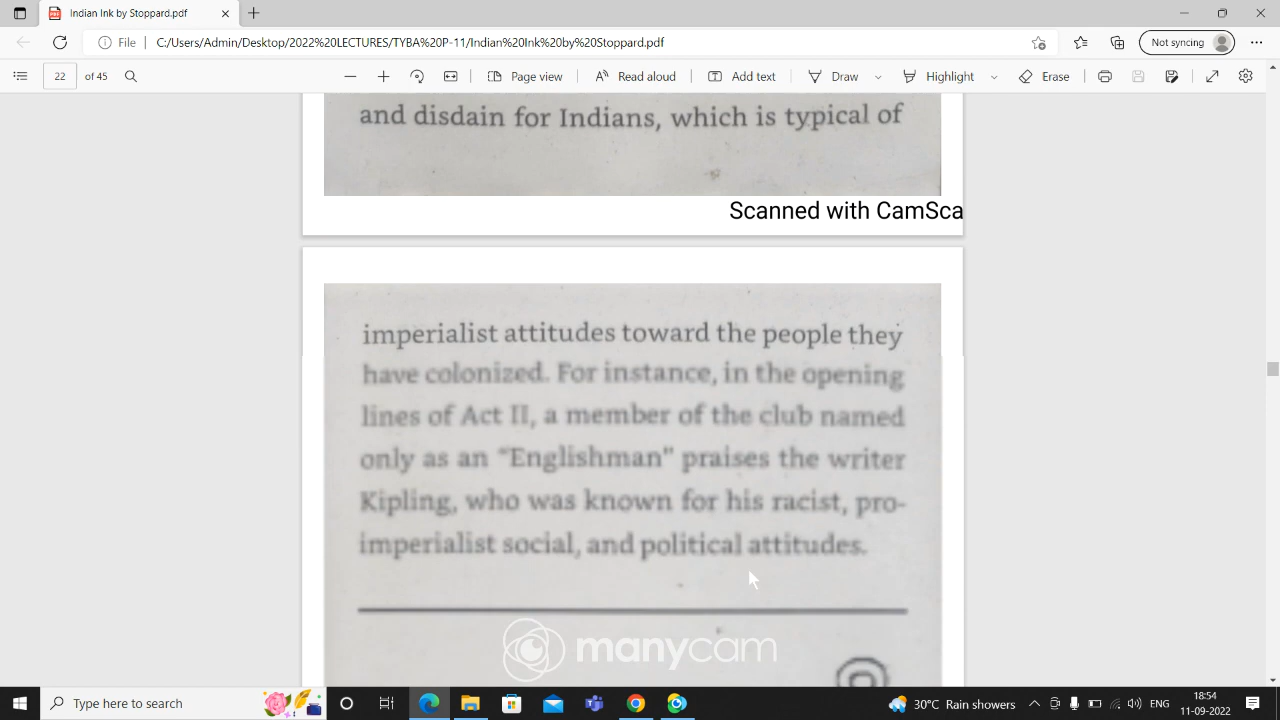 Indian Ink by Stoppard.pdf
File
C:/Users/Admin/Desktop/2022%20LECTURES/TYBA%20P-11/Indian%20Ink%20by%20Stoppard.pdf
Not syncing
22 of 45
Page view
Read aloud
Add text
Draw
Highlight
Erase
and disdain for Indians, which is typical of
Scanned with CamSca
imperialist attitudes toward the people they
have colonized. For instance, in the opening
lines of Act II, a member of the club named
only as an "Englishman" praises the writer
Kipling, who was known for his racist, pro-
imperialist social, and political attitudes.
manycam
Type here to search
30°C Rain showers
ENG
18:54
11-09-2022